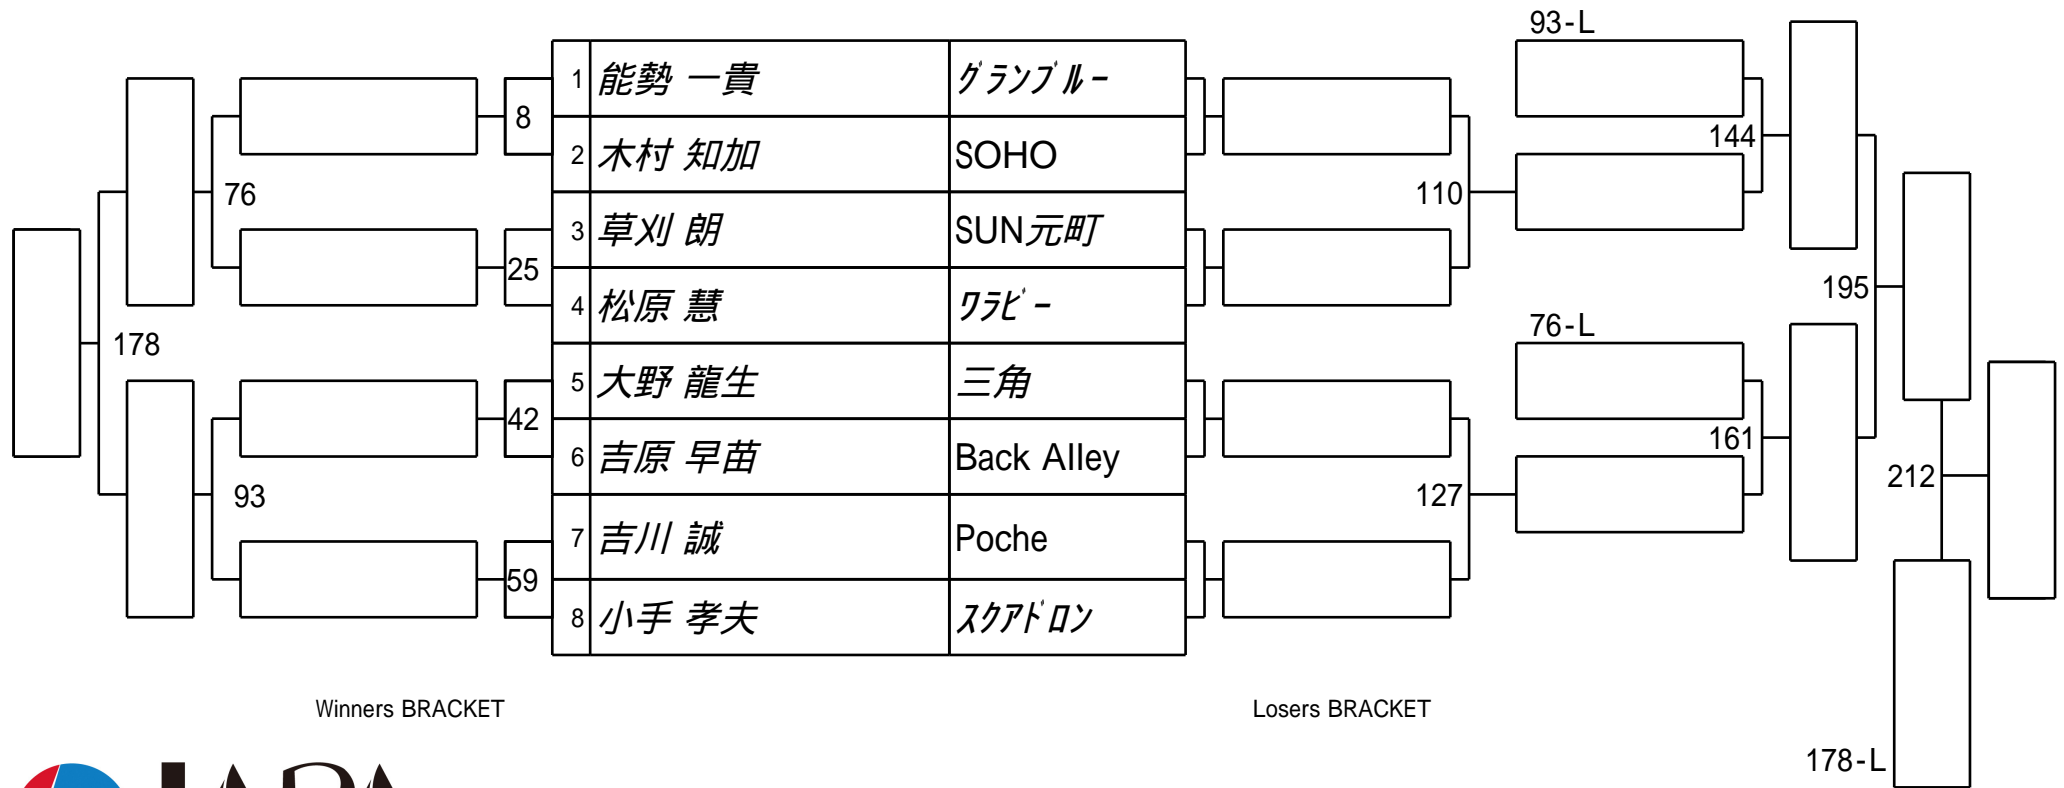 93-L
1 能勢 一貴 グランブルー
8
2 木村 知加 SOHO
144
76
110
3 草刈 朗 SUN元町
25
4 松原 慧 ワラビー
195
178
76-L
5 大野 龍生 三角
42
6 吉原 早苗 Back Alley
161
93
127
212
7 吉川 誠 Poche
59
8 小手 孝夫 スクアドロン
Winners BRACKET
Losers BRACKET
178-L